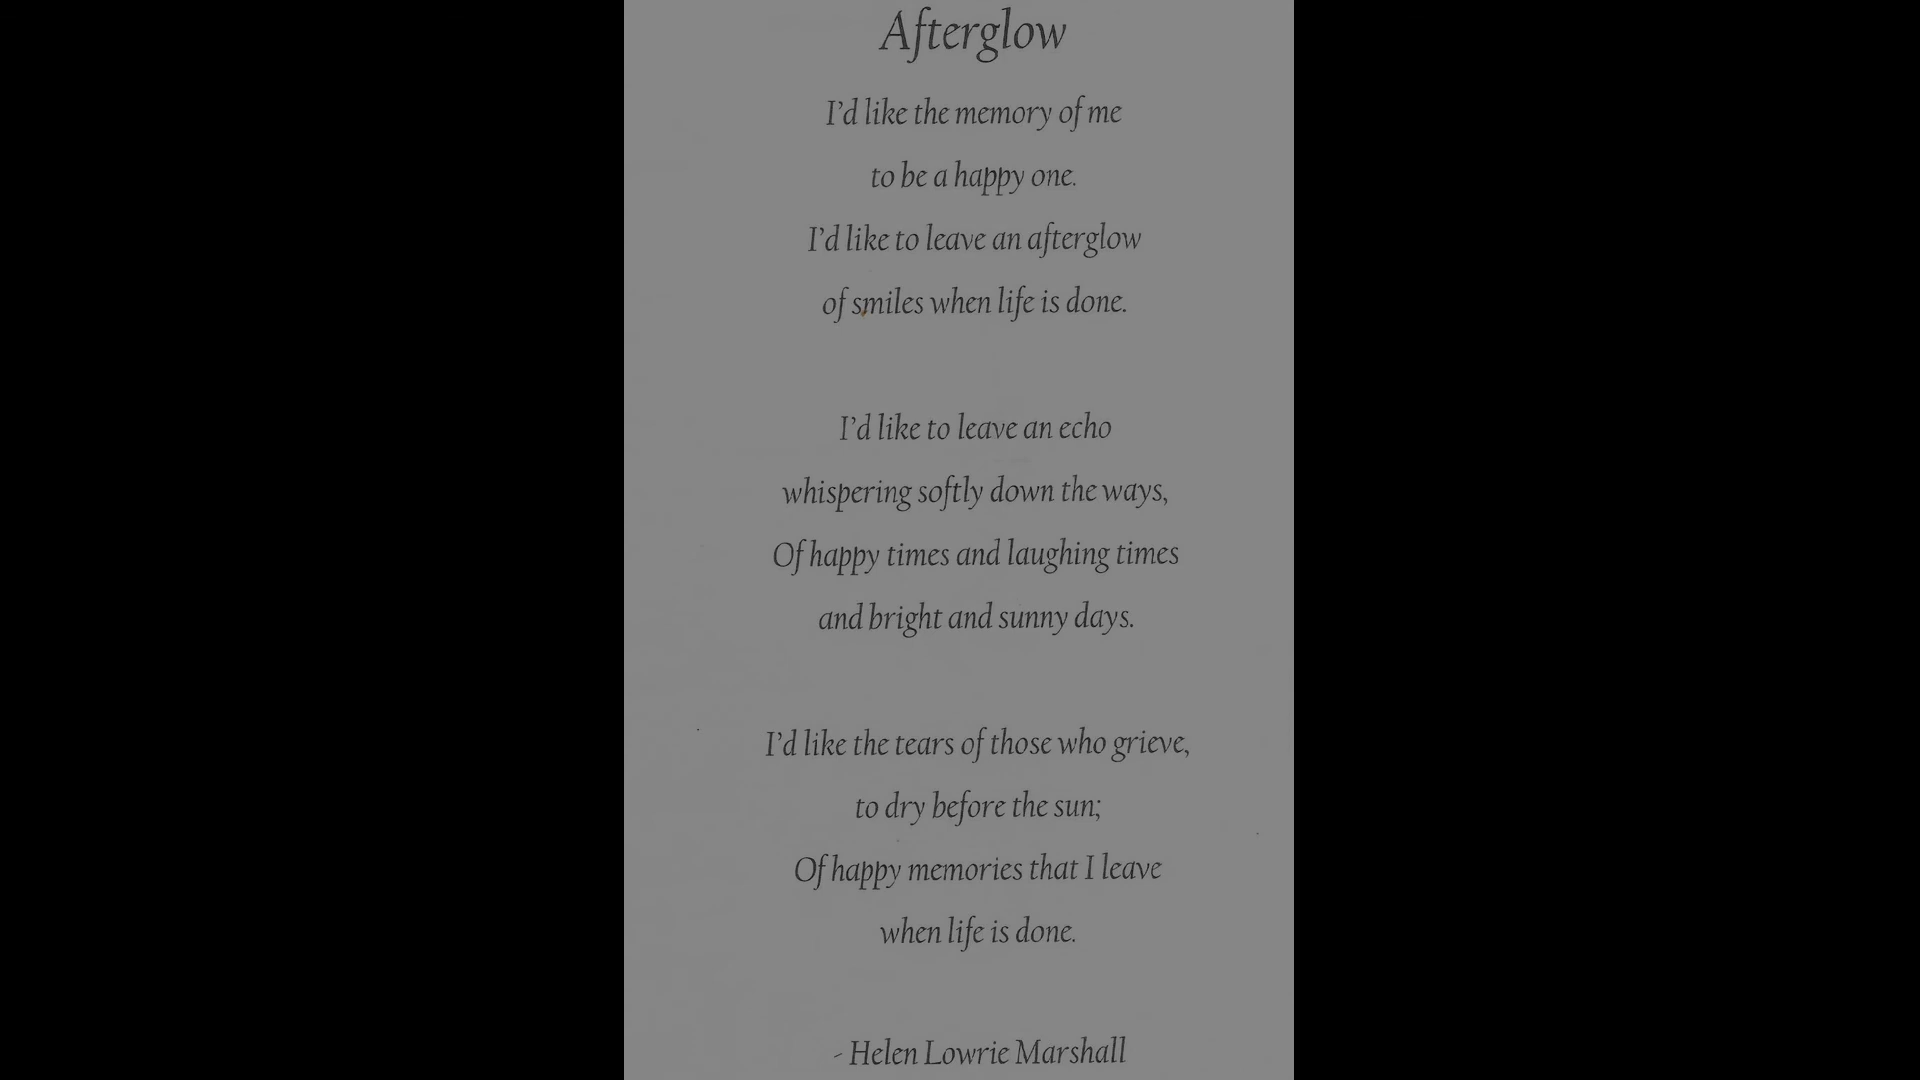 Afterglow
I'd like the memory of me
to be a happy one.
I'd like to leave an afterglow
of smiles when life is done.
I'd like to leave an echo
whispering softly down the ways,
Of happy times and laughing times
and bright and sunny days.
I'd like the tears of those who grieve,
to dry before the sun;
Of happy memories that I leave
when life is done.
- Helen Lowrie Marshall